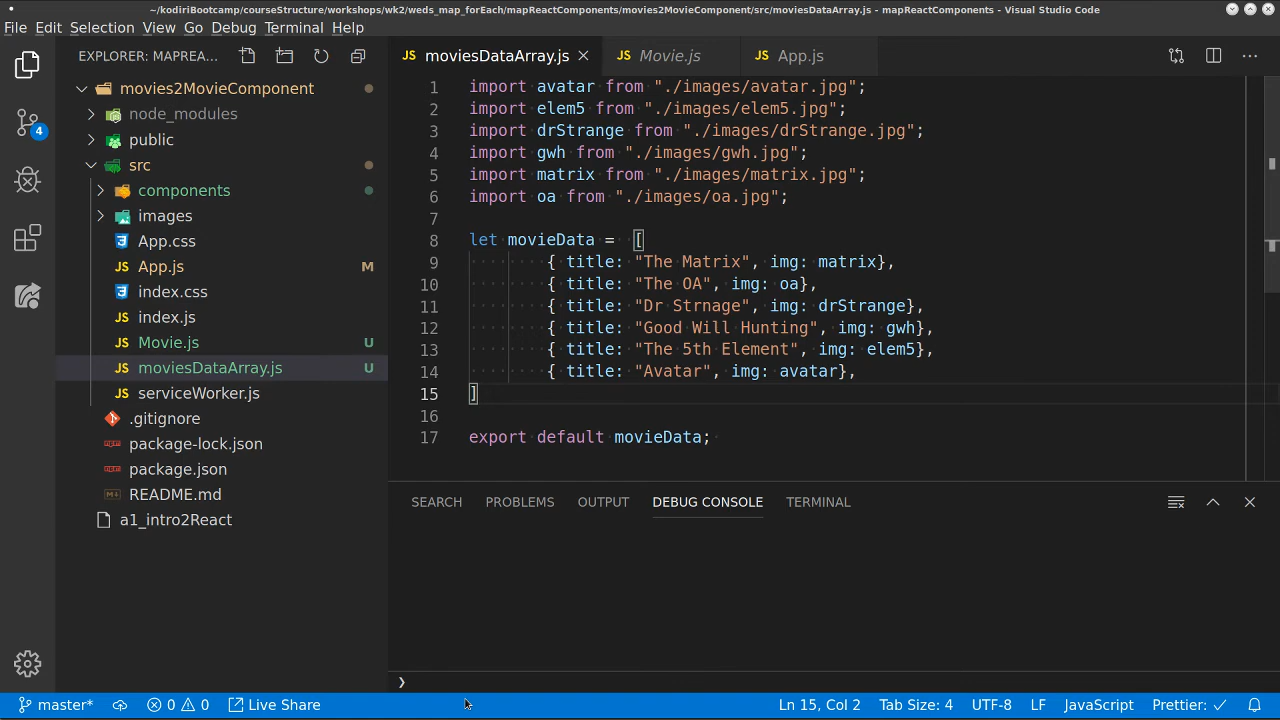 ~/kodiriBootcamp/courseStructure/workshops/wk2/weds_map_forEach/mapReactComponents/movies2MovieComponent/src/moviesDataArray.js - mapReactComponents - Visual Studio Code
File Edit Selection View Go Debug Terminal Help
EXPLORER: MAPREA...
movies2MovieComponent
node_modules
public
src
components
images
App.css
App.js M
index.css
index.js
Movie.js U
moviesDataArray.js U
serviceWorker.js
.gitignore
package-lock.json
package.json
README.md
a1_intro2React
4
JS moviesDataArray.js JS Movie.js JS App.js
1 import avatar from "./images/avatar.jpg";
2 import elem5 from "./images/elem5.jpg";
3 import drStrange from "./images/drStrange.jpg";
4 import gwh from "./images/gwh.jpg";
5 import matrix from "./images/matrix.jpg";
6 import oa from "./images/oa.jpg";
7
8 let movieData = [
9 { title: "The Matrix", img: matrix},
10 { title: "The OA", img: oa},
11 { title: "Dr Strnage", img: drStrange},
12 { title: "Good Will Hunting", img: gwh},
13 { title: "The 5th Element", img: elem5},
14 { title: "Avatar", img: avatar},
15 ]
16
17 export default movieData;
SEARCH PROBLEMS OUTPUT DEBUG CONSOLE TERMINAL
master* 0 0 Live Share Ln 15, Col 2 Tab Size: 4 UTF-8 LF JavaScript Prettier: ✓